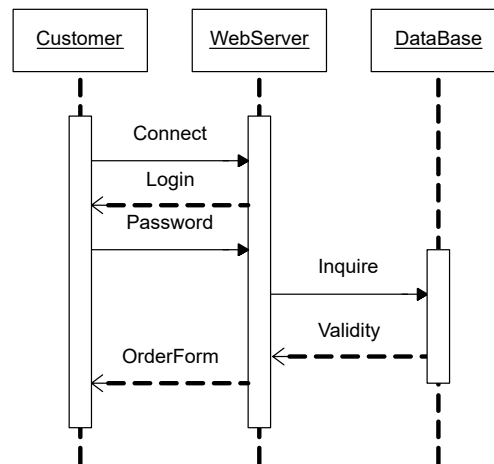 Customer
WebServer
DataBase
Connect
Login
Password
Inquire
Validity
OrderForm